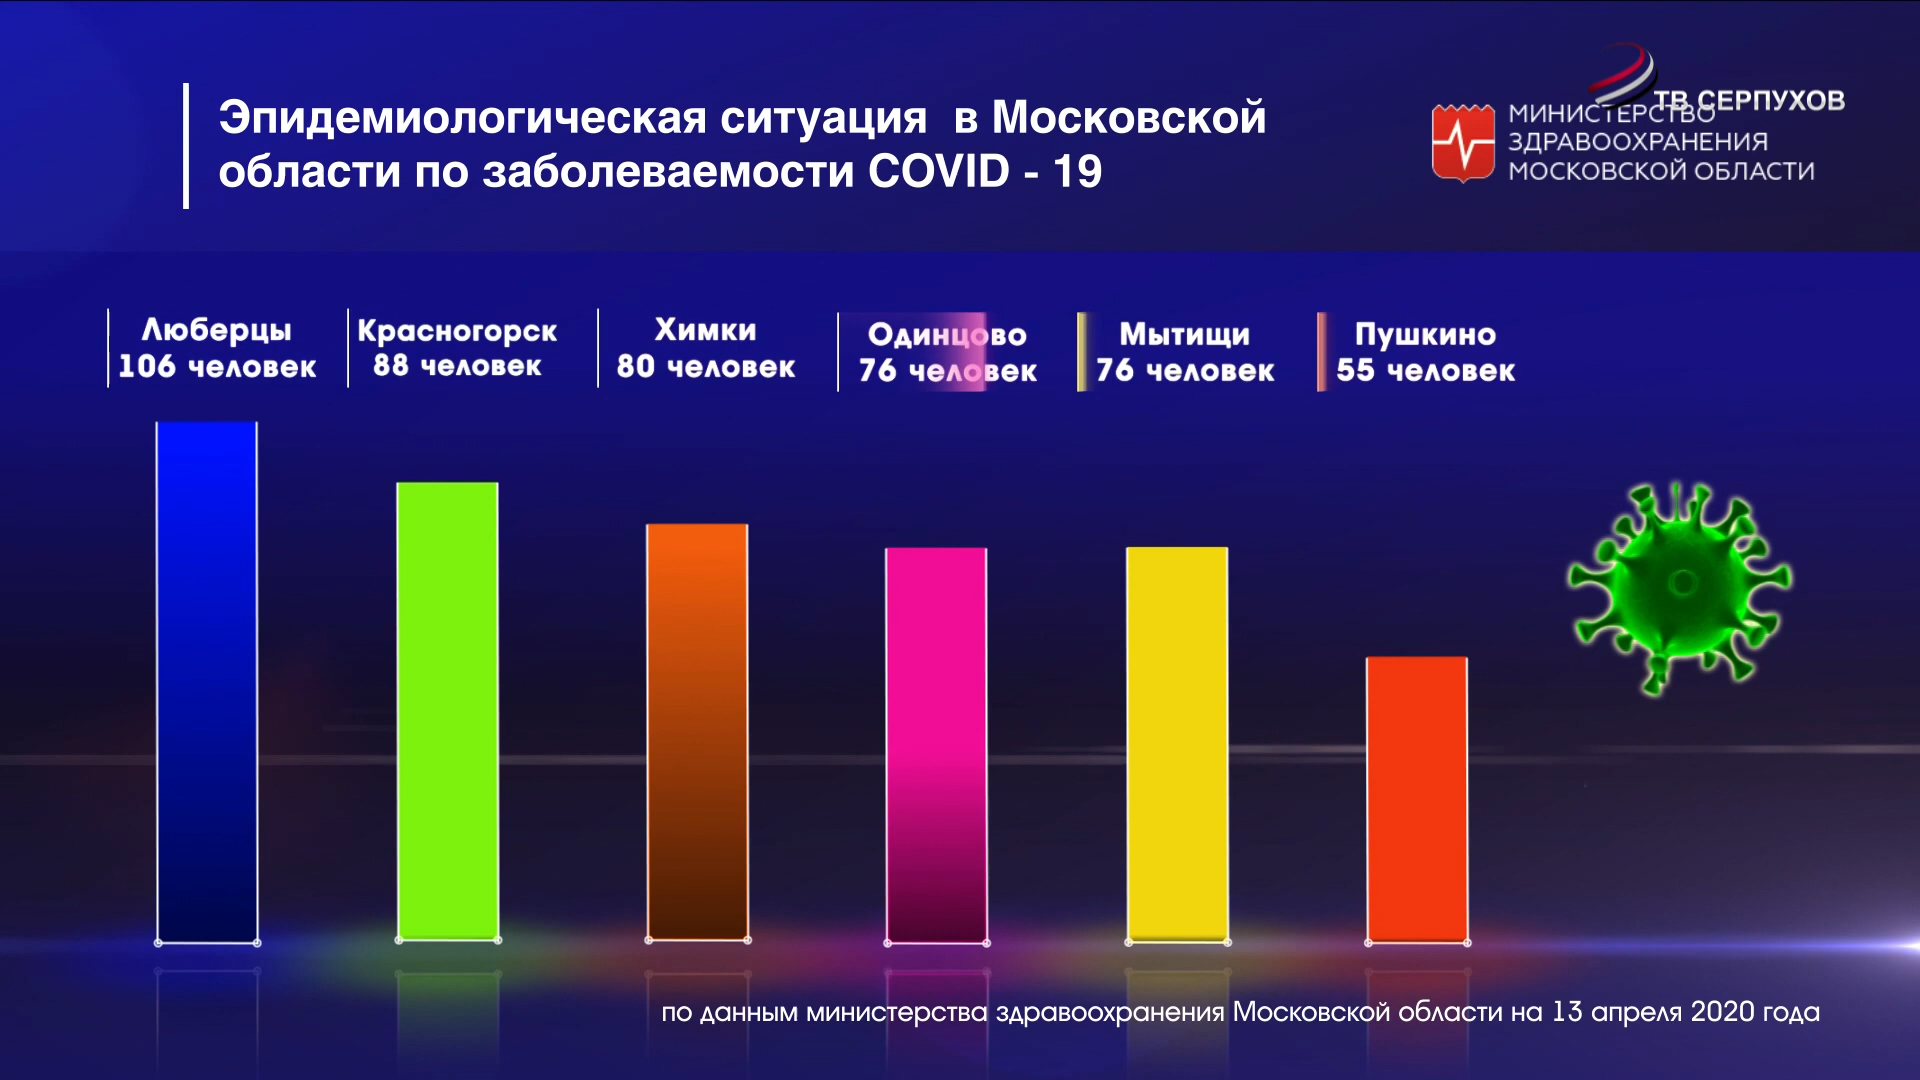 Эпидемиологическая ситуация в Московской
области по заболеваемости COVID - 19
ТВ СЕРПУХОВ
МИНИСТЕРСТВО
ЗДРАВООХРАНЕНИЯ
МОСКОВСКОЙ ОБЛАСТИ
Люберцы
106 человек
Красногорск
88 человек
Химки
80 человек
Одинцово
76 человек
Мытищи
76 человек
Пушкино
55 человек
по данным министерства здравоохранения Московской области на 13 апреля 2020 года